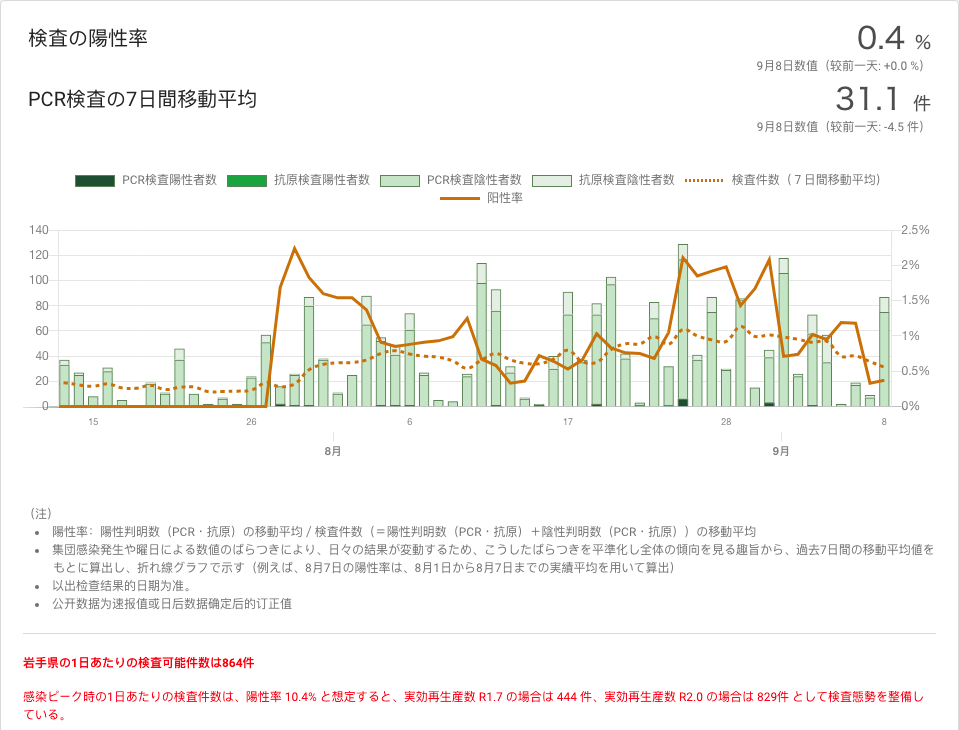 検査の陽性率
0.4 %
9月8日数值（较前一天: +0.0 %）
PCR検査の7日間移動平均
31.1 件
9月8日数值（较前一天: -4.5 件）
PCR検査陽性者数 抗原検査陽性者数 PCR検査陰性者数 抗原検査陰性者数 検査件数（７日間移動平均）
阳性率
140 2.5%
120 2%
100
80 1.5%
60 1%
40 0.5%
20
0 0%
15 26 6 17 28 8
8月 9月
（注）
• 陽性率：陽性判明数（PCR・抗原）の移動平均 / 検査件数（＝陽性判明数（PCR・抗原）＋陰性判明数（PCR・抗原））の移動平均
• 集団感染発生や曜日による数値のばらつきにより、日々の結果が変動するため、こうしたばらつきを平準化し全体の傾向を見る趣旨から、過去7日間の移動平均値を
もとに算出し、折れ線グラフで示す（例えば、8月7日の陽性率は、8月1日から8月7日までの実績平均を用いて算出）
• 以出检查结果的日期为准。
• 公开数据为速报值或日后数据确定后的订正值
岩手県の1日あたりの検査可能件数は864件
感染ピーク時の1日あたりの検査件数は、陽性率 10.4% と想定すると、実効再生産数 R1.7 の場合は 444 件、実効再生産数 R2.0 の場合は 829件 として検査態勢を整備し
ている。